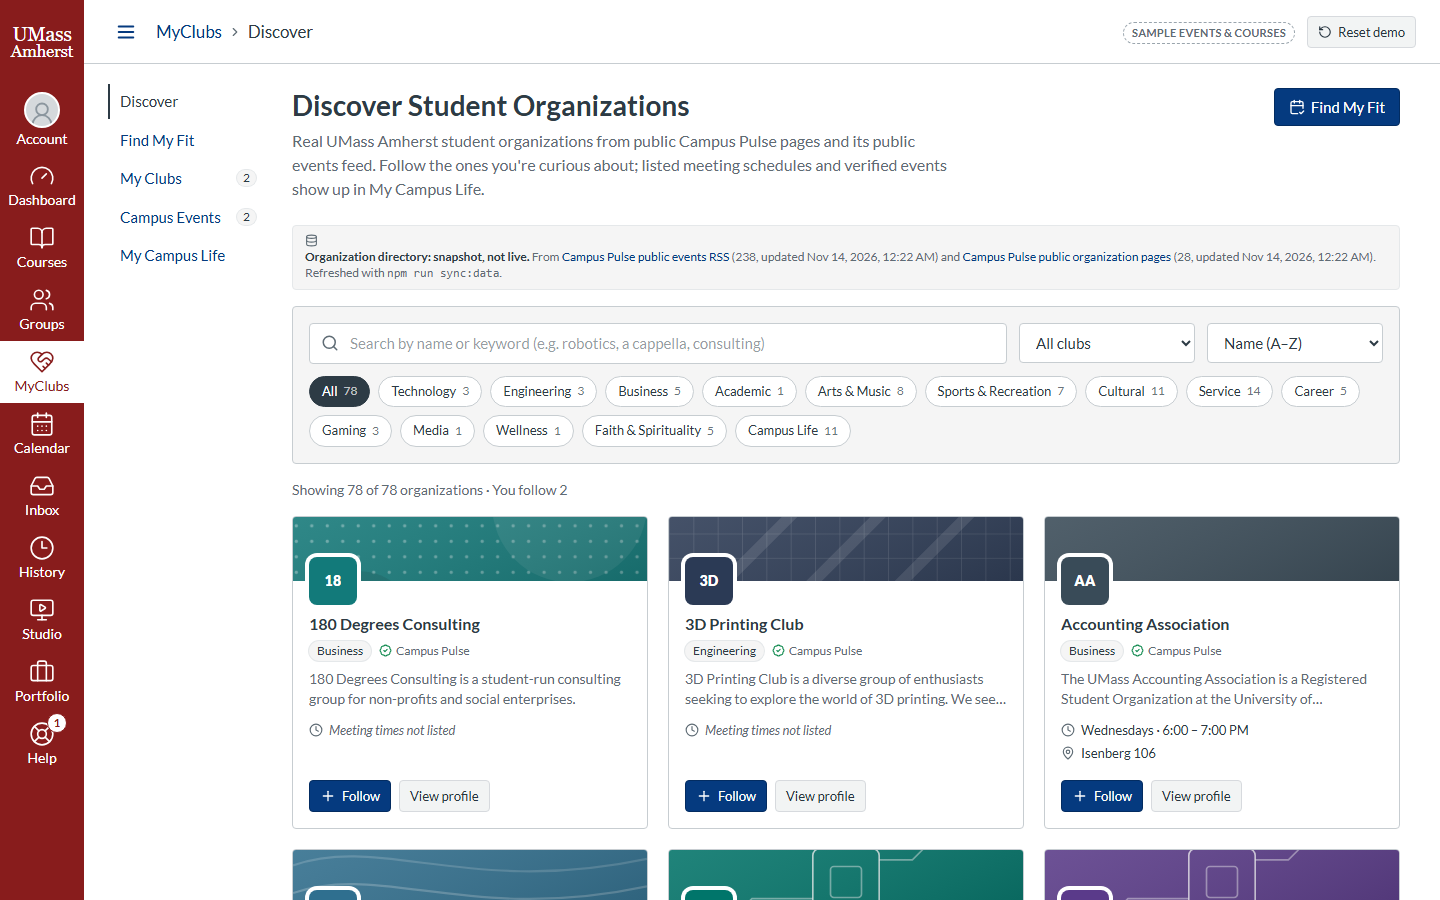 UMass
Amherst
Account
Dashboard
Courses
Groups
MyClubs
Calendar
Inbox
History
Studio
Portfolio
1
Help
MyClubs › Discover
SAMPLE EVENTS & COURSES
Reset demo
Discover
Find My Fit
My Clubs 2
Campus Events 2
My Campus Life
Discover Student Organizations
Find My Fit
Real UMass Amherst student organizations from public Campus Pulse pages and its public
events feed. Follow the ones you're curious about; listed meeting schedules and verified events
show up in My Campus Life.
Organization directory: snapshot, not live. From Campus Pulse public events RSS (238, updated Nov 14, 2026, 12:22 AM) and Campus Pulse public organization pages (28, updated Nov 14, 2026, 12:22 AM).
Refreshed with npm run sync:data.
Search by name or keyword (e.g. robotics, a cappella, consulting)
All clubs
Name (A–Z)
All 78 Technology 3 Engineering 3 Business 5 Academic 1 Arts & Music 8 Sports & Recreation 7 Cultural 11 Service 14 Career 5
Gaming 3 Media 1 Wellness 1 Faith & Spirituality 5 Campus Life 11
Showing 78 of 78 organizations · You follow 2
18
180 Degrees Consulting
Business Campus Pulse
180 Degrees Consulting is a student-run consulting
group for non-profits and social enterprises.
Meeting times not listed
+ Follow View profile
3D
3D Printing Club
Engineering Campus Pulse
3D Printing Club is a diverse group of enthusiasts
seeking to explore the world of 3D printing. We see...
Meeting times not listed
+ Follow View profile
AA
Accounting Association
Business Campus Pulse
The UMass Accounting Association is a Registered
Student Organization at the University of...
Wednesdays · 6:00 – 7:00 PM
Isenberg 106
+ Follow View profile